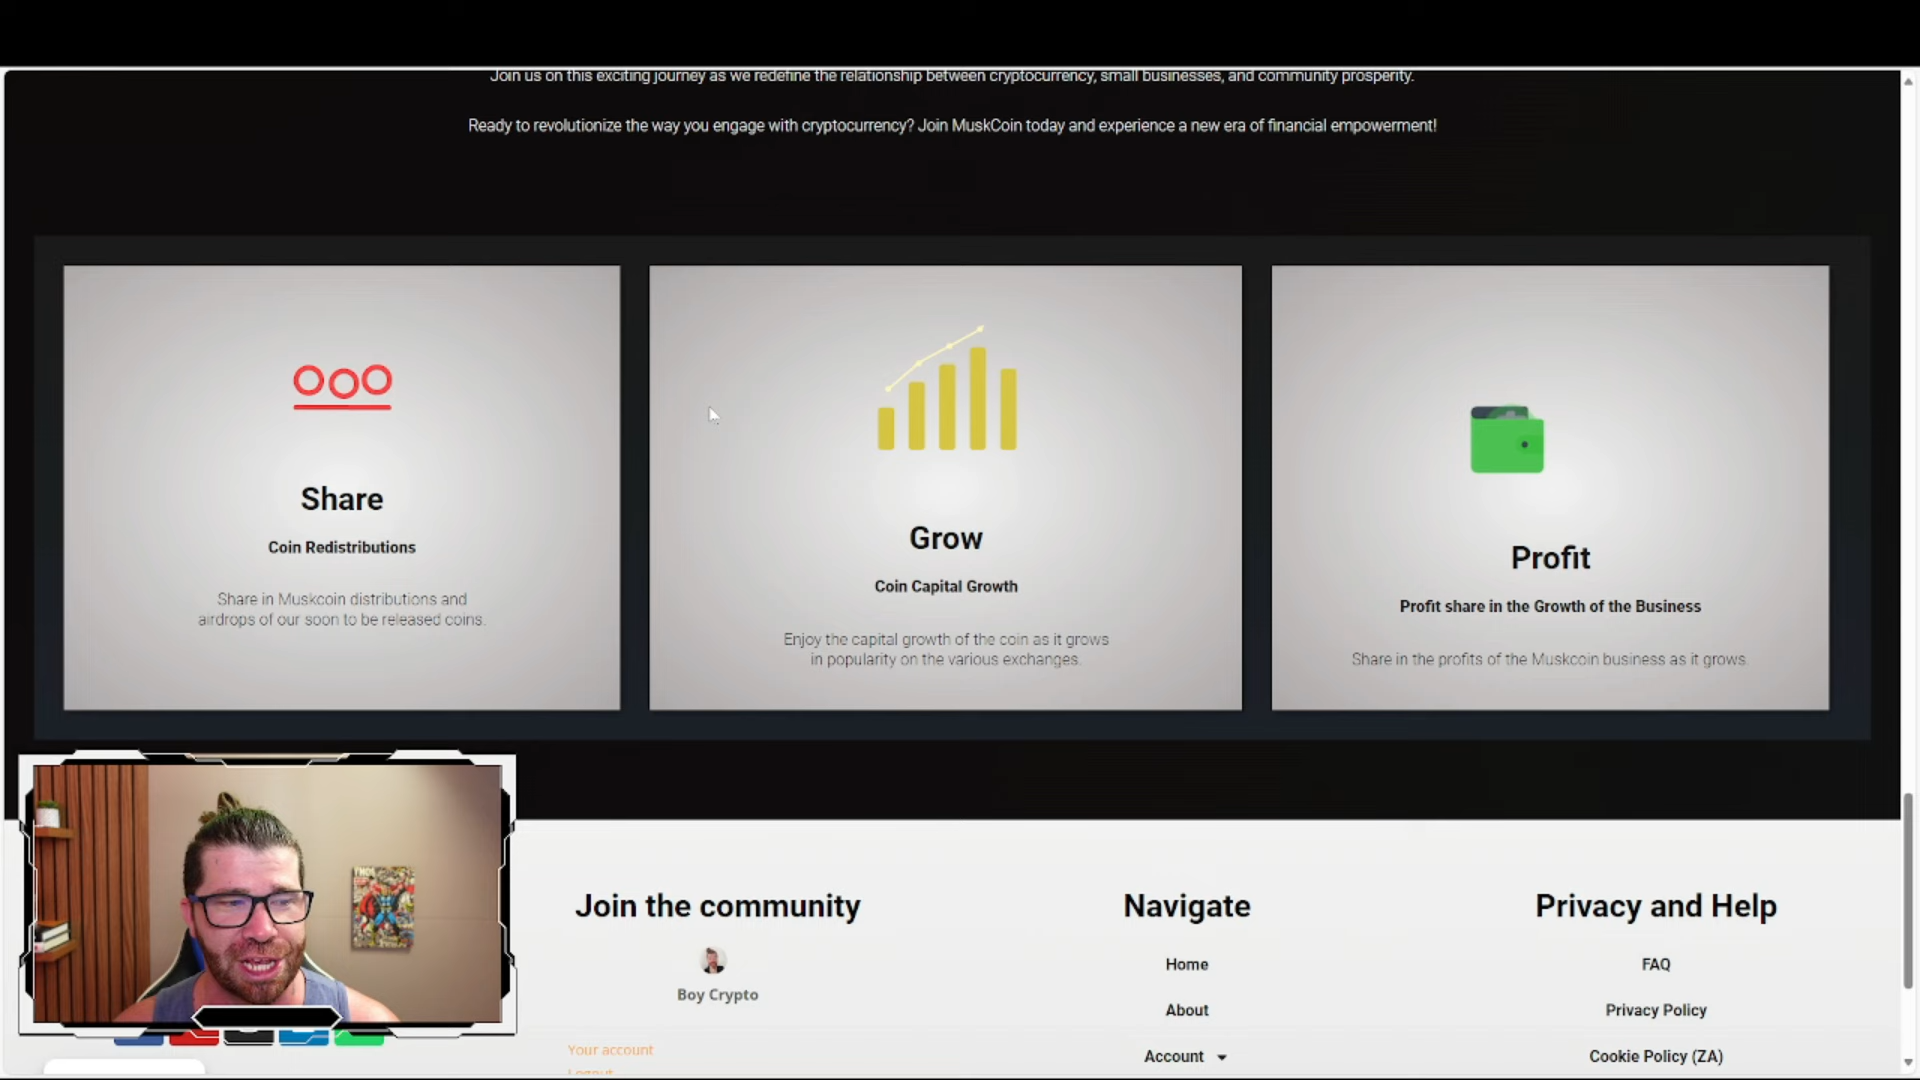 Join us on this exciting journey as we redefine the relationship between cryptocurrency, small businesses, and community prosperity.
Ready to revolutionize the way you engage with cryptocurrency? Join MuskCoin today and experience a new era of financial empowerment!
Share
Coin Redistributions
Share in Muskcoin distributions and
airdrops of our soon to be released coins.
Grow
Coin Capital Growth
Enjoy the capital growth of the coin as it grows
in popularity on the various exchanges.
Profit
Profit share in the Growth of the Business
Share in the profits of the Muskcoin business as it grows.
Join the community
Boy Crypto
Your account
Logout
Navigate
Home
About
Account
Privacy and Help
FAQ
Privacy Policy
Cookie Policy (ZA)